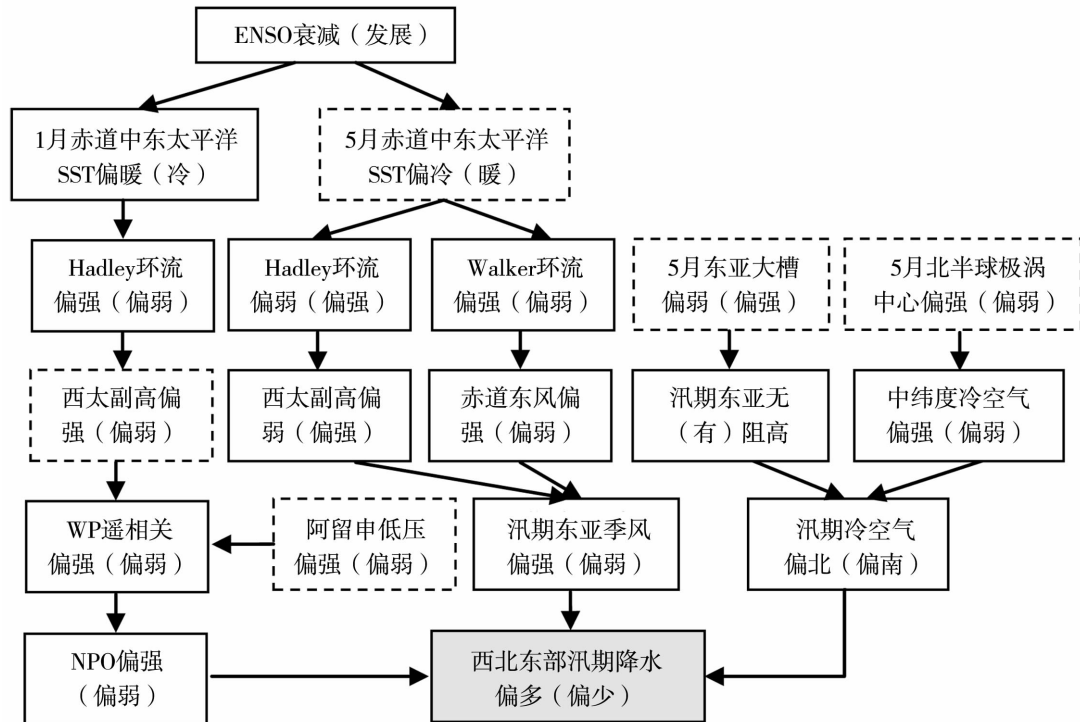 ENSO衰减（发展）
1月赤道中东太平洋
SST偏暖（冷）
5月赤道中东太平洋
SST偏冷（暖）
Hadley环流
偏强（偏弱）
Hadley环流
偏弱（偏强）
Walker环流
偏强（偏弱）
5月东亚大槽
偏弱（偏强）
5月北半球极涡
中心偏强（偏弱）
西太副高偏
强（偏弱）
西太副高偏
弱（偏强）
赤道东风偏
强（偏弱）
汛期东亚无
（有）阻高
中纬度冷空气
偏强（偏弱）
WP遥相关
偏强（偏弱）
阿留申低压
偏强（偏弱）
汛期东亚季风
偏强（偏弱）
汛期冷空气
偏北（偏南）
NPO偏强
（偏弱）
西北东部汛期降水
偏多（偏少）